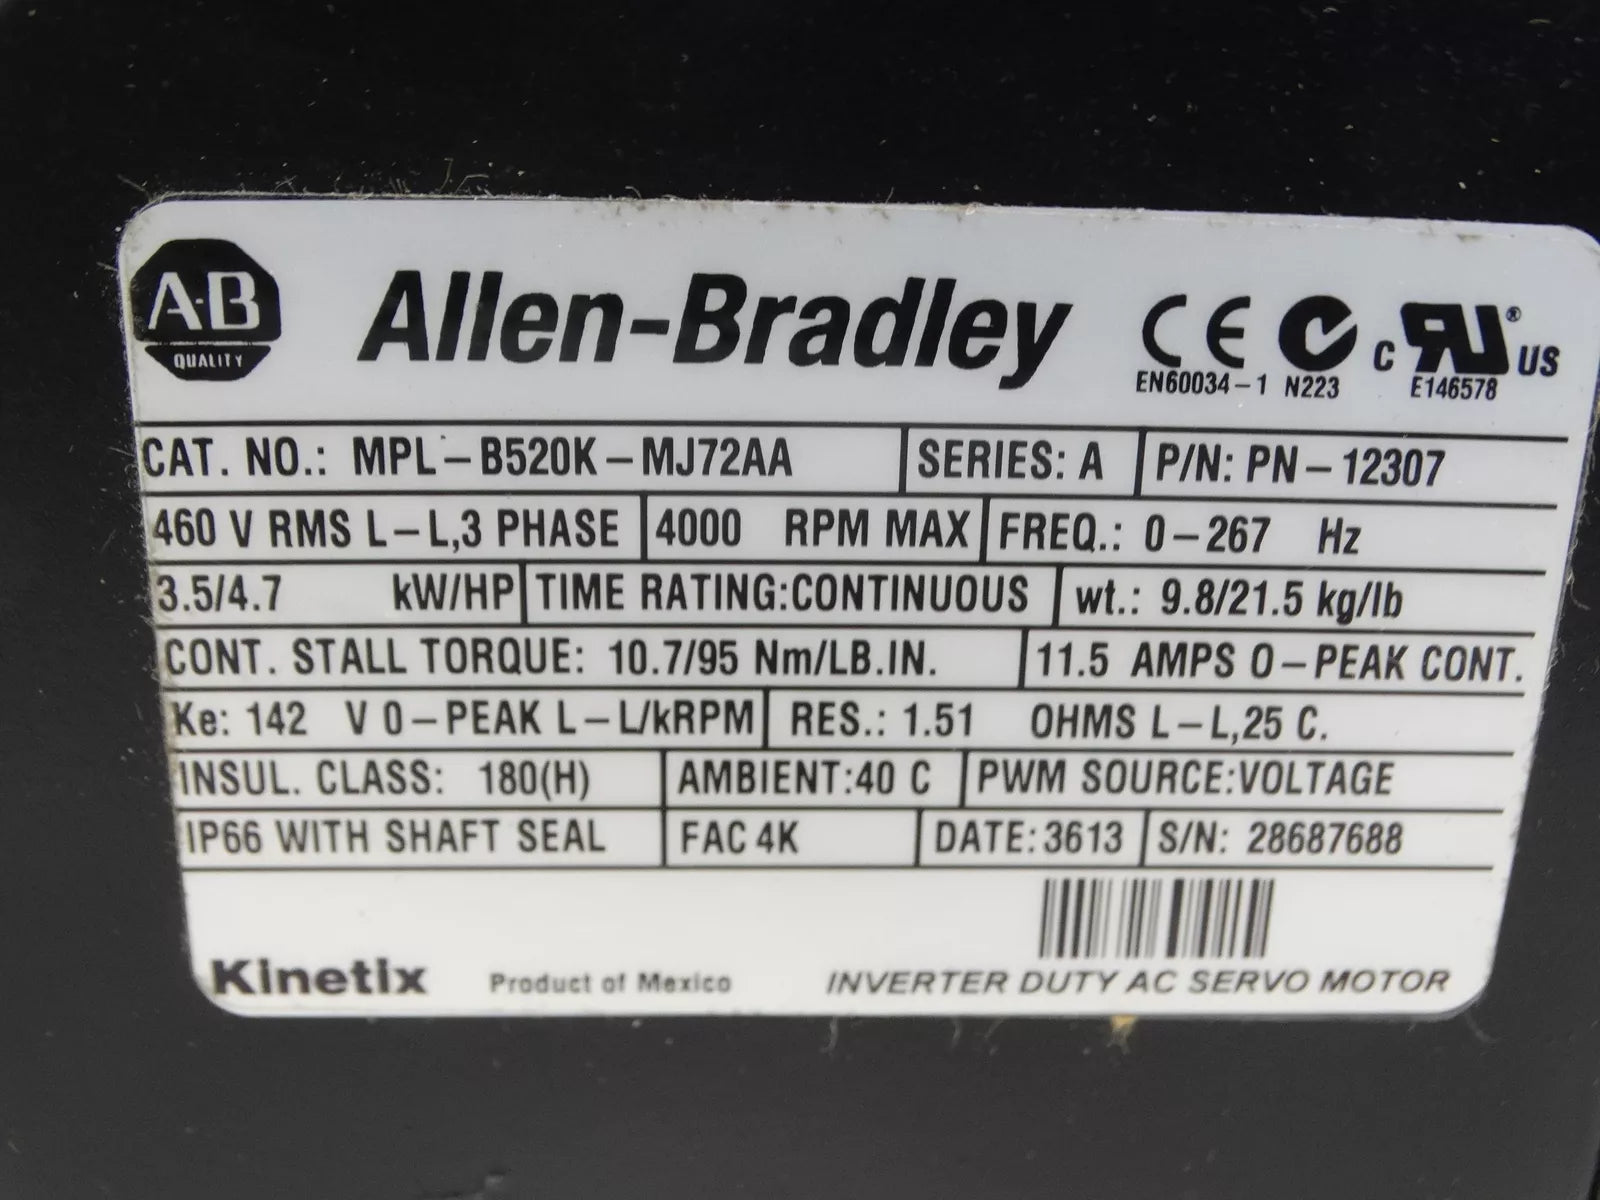 A-B QUALITY Allen-Bradley CE EN60034-1 N223 c RU® US E146578
CAT. NO.: MPL-B520K-MJ72AA SERIES: A P/N: PN-12307
460 V RMS L-L,3 PHASE 4000 RPM MAX FREQ.: 0-267 Hz
3.5/4.7 kW/HP TIME RATING:CONTINUOUS wt.: 9.8/21.5 kg/lb
CONT. STALL TORQUE: 10.7/95 Nm/LB.IN. 11.5 AMPS 0-PEAK CONT.
Ke: 142 V 0-PEAK L-L/kRPM RES.: 1.51 OHMS L-L,25 C.
INSUL. CLASS: 180(H) AMBIENT:40 C PWM SOURCE:VOLTAGE
IP66 WITH SHAFT SEAL FAC 4K DATE:3613 S/N: 28687688
Kinetix Product of Mexico INVERTER DUTY AC SERVO MOTOR